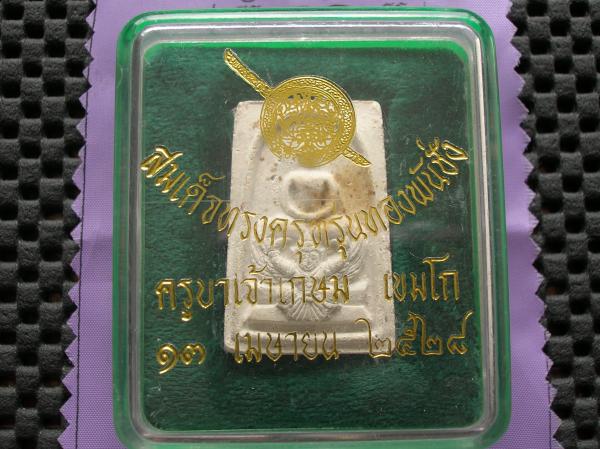 สมเด็จทรงครุฑรุ่นทองพันชั่ง
ครูบาเจ้าเกษม เขมโก
๑๓ เมษายน ๒๕๒๘